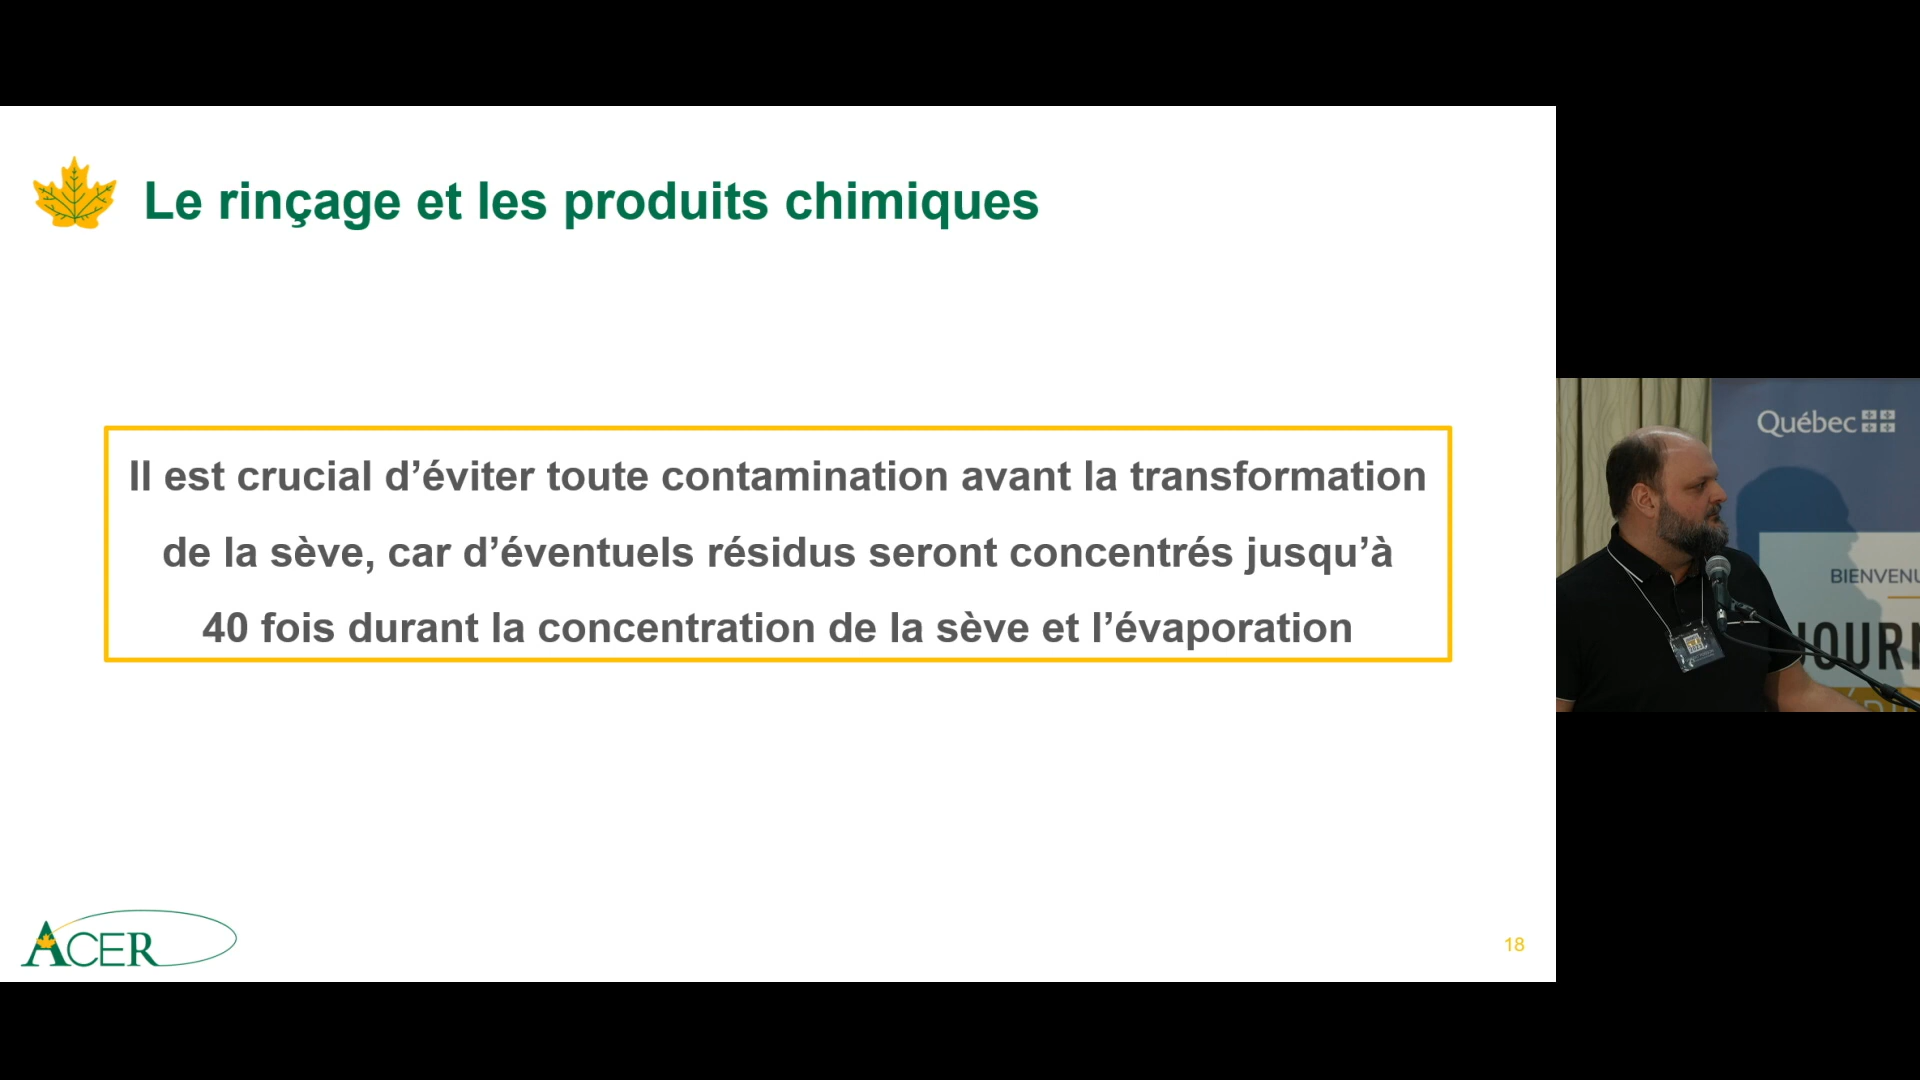 Le rinçage et les produits chimiques
Il est crucial d’éviter toute contamination avant la transformation
de la sève, car d’éventuels résidus seront concentrés jusqu’à
40 fois durant la concentration de la sève et l’évaporation
ACER
18
Québec
BIENVENU
JOURN